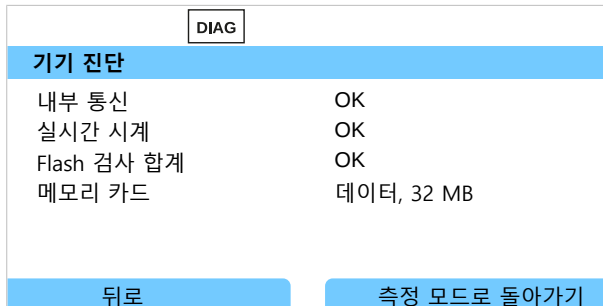 DIAG
기기 진단
내부 통신 OK
실시간 시계 OK
Flash 검사 합계 OK
메모리 카드 데이터, 32 MB
뒤로 측정 모드로 돌아가기